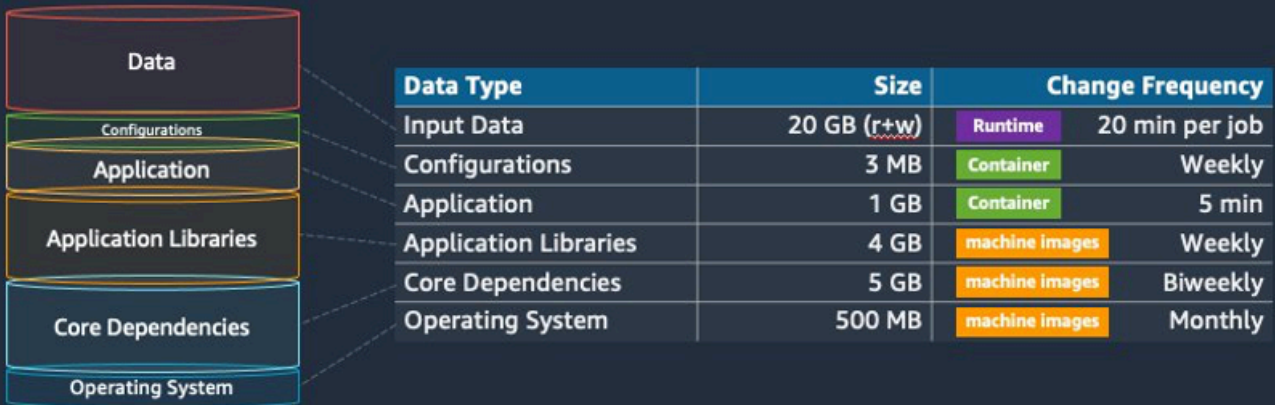 Data
Configurations
Application
Application Libraries
Core Dependencies
Operating System
Data Type Size Change Frequency
Input Data 20 GB (r+w) Runtime 20 min per job
Configurations 3 MB Container Weekly
Application 1 GB Container 5 min
Application Libraries 4 GB machine images Weekly
Core Dependencies 5 GB machine images Biweekly
Operating System 500 MB machine images Monthly